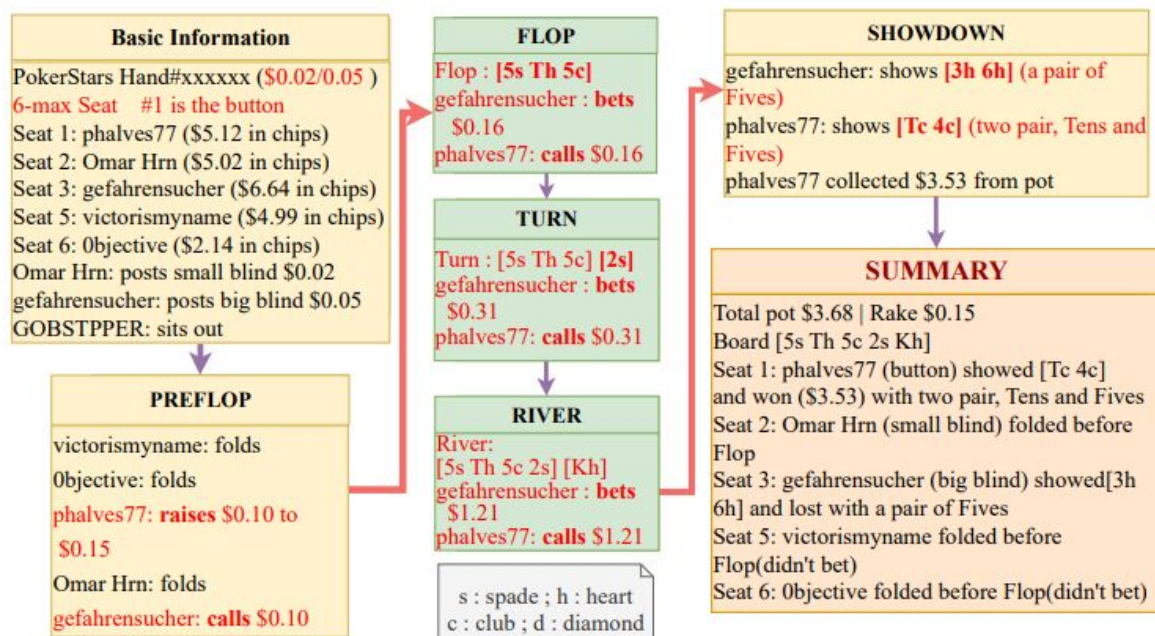 Basic Information
PokerStars Hand#xxxxxx ($0.02/0.05 )
6-max Seat #1 is the button
Seat 1: phalves77 ($5.12 in chips)
Seat 2: Omar Hrn ($5.02 in chips)
Seat 3: gefahrensucher ($6.64 in chips)
Seat 5: victorismyname ($4.99 in chips)
Seat 6: 0bjective ($2.14 in chips)
Omar Hrn: posts small blind $0.02
gefahrensucher: posts big blind $0.05
GOBSTPPER: sits out
PREFLOP
victorismyname: folds
0bjective: folds
phalves77: raises $0.10 to
$0.15
Omar Hrn: folds
gefahrensucher: calls $0.10
FLOP
Flop : [5s Th 5c]
gefahrensucher : bets
$0.16
phalves77: calls $0.16
TURN
Turn : [5s Th 5c] [2s]
gefahrensucher : bets
$0.31
phalves77: calls $0.31
RIVER
River:
[5s Th 5c 2s] [Kh]
gefahrensucher : bets
$1.21
phalves77: calls $1.21
s : spade ; h : heart
c : club ; d : diamond
SHOWDOWN
gefahrensucher: shows [3h 6h] (a pair of
Fives)
phalves77: shows [Tc 4c] (two pair, Tens and
Fives)
phalves77 collected $3.53 from pot
SUMMARY
Total pot $3.68 | Rake $0.15
Board [5s Th 5c 2s Kh]
Seat 1: phalves77 (button) showed [Tc 4c]
and won ($3.53) with two pair, Tens and Fives
Seat 2: Omar Hrn (small blind) folded before
Flop
Seat 3: gefahrensucher (big blind) showed[3h
6h] and lost with a pair of Fives
Seat 5: victorismyname folded before
Flop(didn't bet)
Seat 6: 0bjective folded before Flop(didn't bet)